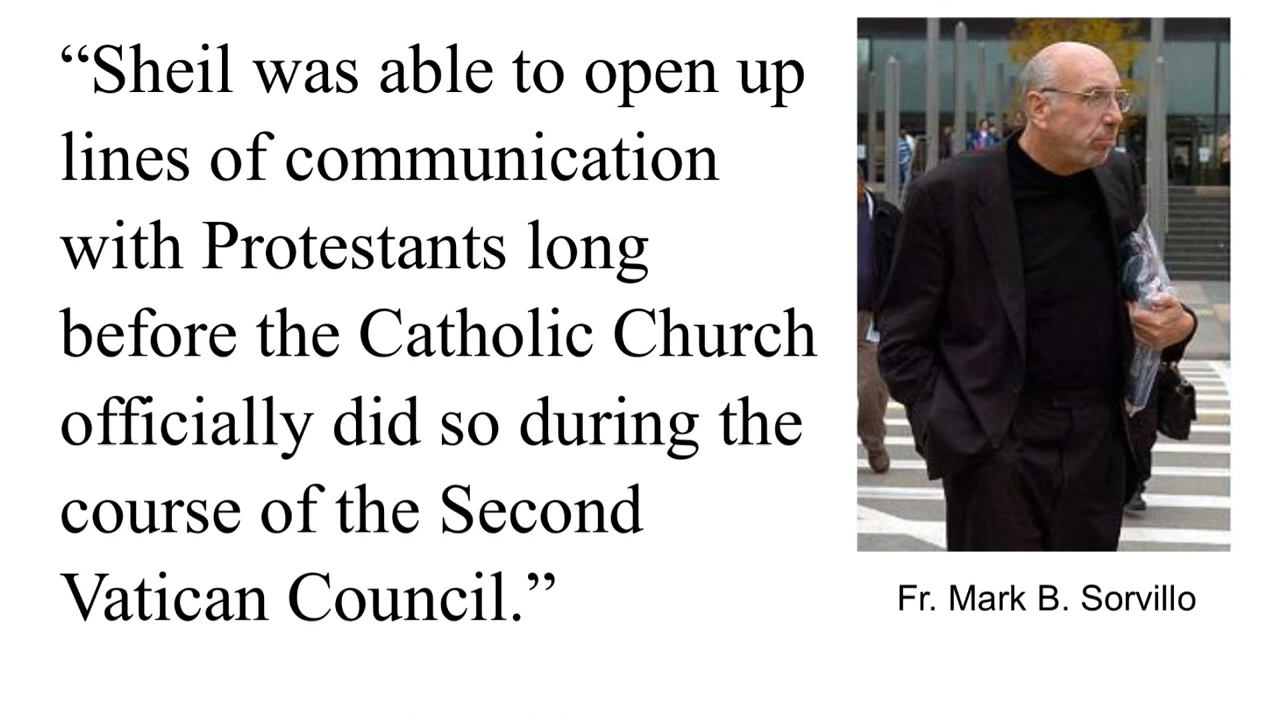 “Sheil was able to open up
lines of communication
with Protestants long
before the Catholic Church
officially did so during the
course of the Second
Vatican Council.”
Fr. Mark B. Sorvillo